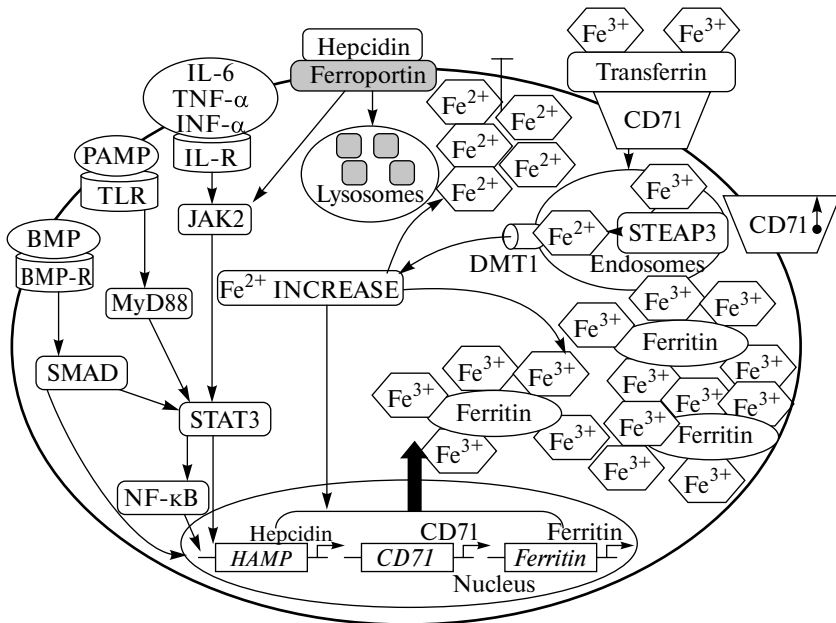 Hepcidin
Ferroportin
IL-6
TNF-α
INF-α
IL-R
PAMP
TLR
BMP
BMP-R
JAK2
MyD88
SMAD
STAT3
NF-κB
Lysosomes
Fe2+
Fe2+
Fe2+
Fe2+
Fe2+
Fe3+
Fe3+
Transferrin
CD71
Fe3+
Fe2+
STEAP3
Endosomes
DMT1
CD71
Fe2+ INCREASE
Fe3+
Fe3+
Fe3+
Ferritin
Fe3+
Fe3+
Fe3+
Fe3+
Fe3+
Ferritin
Fe3+
Fe3+
Fe3+
Fe3+
Fe3+
Fe3+
Ferritin
Fe3+
Fe3+
Hepcidin
HAMP
CD71
CD71
Ferritin
Ferritin
Nucleus